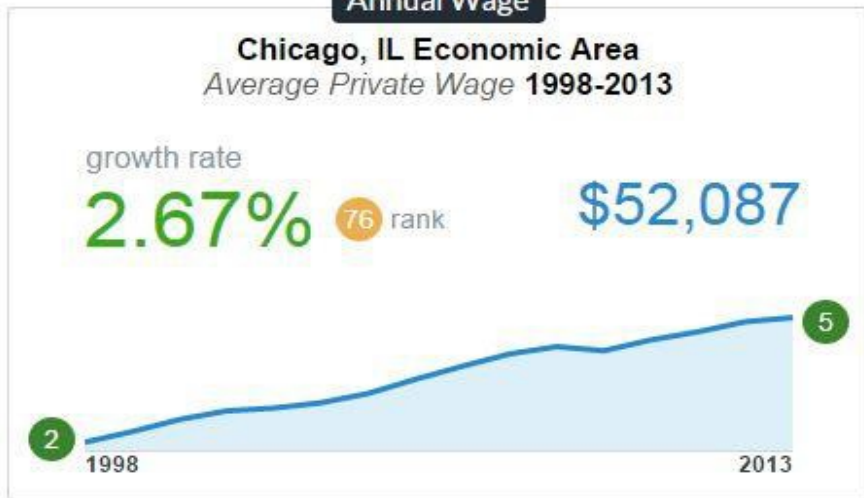 Annual Wage
Chicago, IL Economic Area
Average Private Wage 1998-2013
growth rate
2.67% 76 rank $52,087
5
2
1998 2013